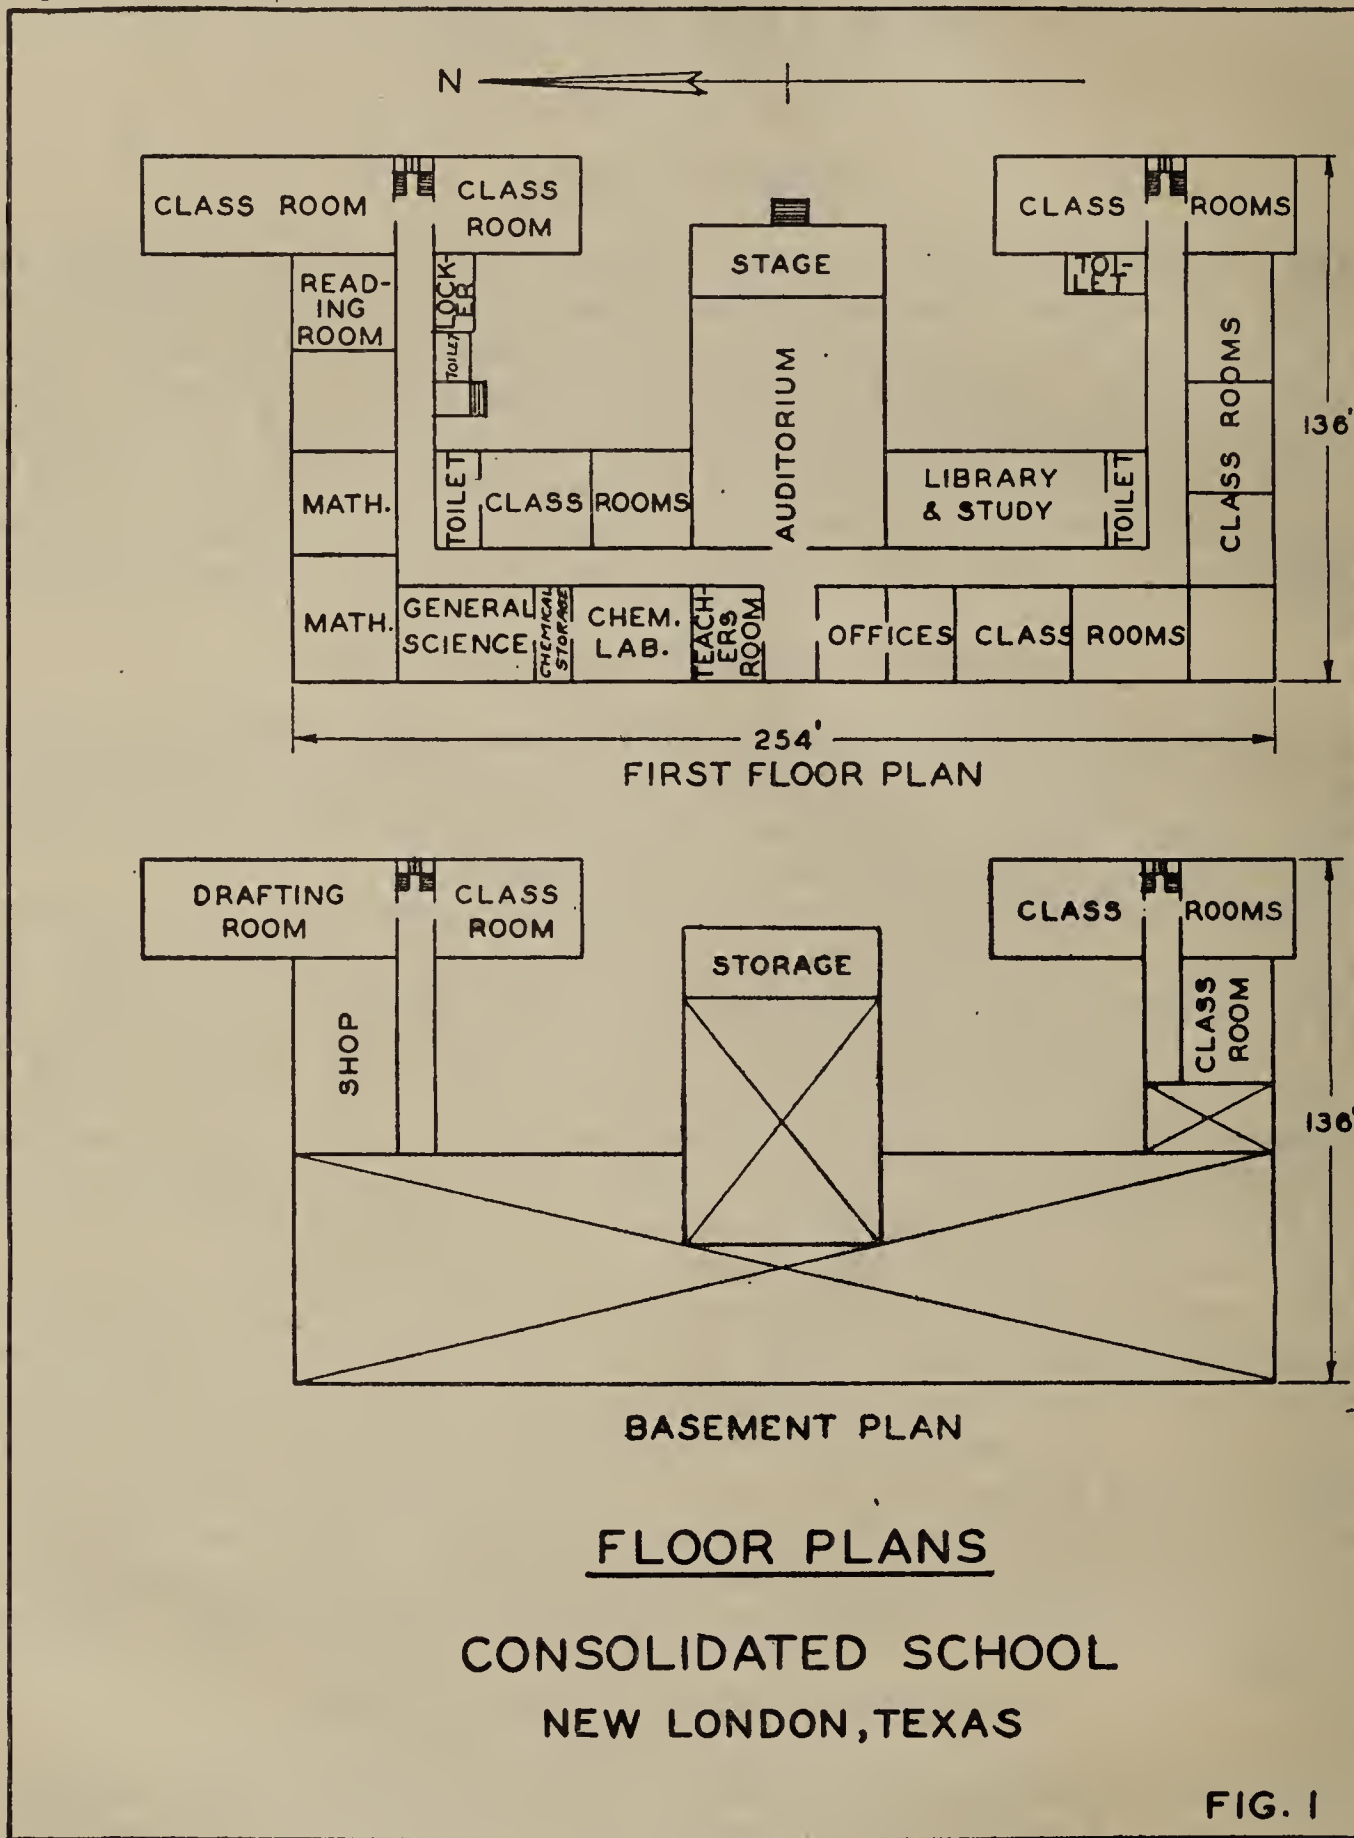 N
CLASS ROOM
CLASS
ROOM
CLASS ROOMS
READ-
ING
ROOM
LOCK-
ER
STAGE
TOI-
LET
TOILET
AUDITORIUM
CLASS ROOMS
136'
MATH.
TOILET
CLASS ROOMS
LIBRARY
& STUDY
TOILET
MATH.
GENERAL
SCIENCE
CHEMICAL
STORAGE
CHEM.
LAB.
TEACH-
ERS
ROOM
OFFICES
CLASS ROOMS
254'
FIRST FLOOR PLAN
DRAFTING
ROOM
CLASS
ROOM
CLASS ROOMS
STORAGE
SHOP
CLASS
ROOM
136'
BASEMENT PLAN
FLOOR PLANS
CONSOLIDATED SCHOOL
NEW LONDON, TEXAS
FIG. 1